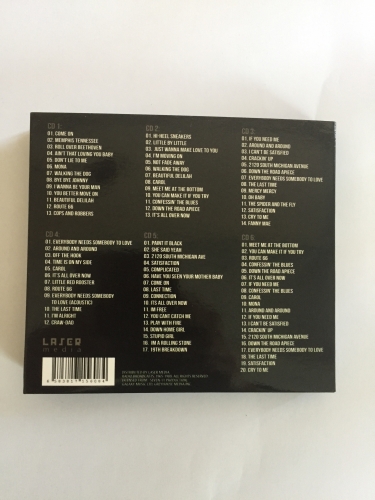 CD 1:
01. COME ON
02. MEMPHIS TENNESSEE
03. ROLL OVER BEETHOVEN
04. AIN'T THAT LOVING YOU BABY
05. DON'T LIE TO ME
06. MONA
07. WALKING THE DOG
08. BYE BYE JOHNNY
09. I WANNA BE YOUR MAN
10. YOU BETTER MOVE ON
12. BEAUTIFUL DELILAH
13. COPS AND ROBBERS
CD 2:
01. HI-HEEL SNEAKERS
02. LITTLE BY LITTLE
03. JUST WANNA MAKE LOVE TO YOU
04. I'M MOVING ON
05. NOT FADE AWAY
06. WALKING THE DOG
07. BEAUTIFUL DELILAH
08. CAROL
09. MEET ME AT THE BOTTOM
10. YOU CAN MAKE IT IF YOU TRY
11. CONFESSIN' THE BLUES
12. DOWN THE ROAD APIECE
13. IT'S ALL OVER NOW
CD 3:
01. IF YOU NEED ME
02. AROUND AND AROUND
03. I CAN'T BE SATISFIED
04. CRACKIN' UP
05. 2120 SOUTH MICHIGAN AVENUE
06. DOWN THE ROAD APIECE
07. EVERYBODY NEEDS SOMEBODY TO LOVE
08. THE LAST TIME
09. MERCY MERCY
10. OH BABY
11. THE SPIDER AND THE FLY
12. SATISFACTION
13. CRY TO ME
14. FANNY MAE
CD 4:
01. EVERYBODY NEEDS SOMEBODY TO LOVE
02. AROUND AND AROUND
03. OFF THE HOOK
04. TIME IS ON MY SIDE
05. CAROL
06. IT'S ALL OVER NOW
07. LITTLE RED ROOSTER
08. ROUTE 66
09. EVERYBODY NEEDS SOMEBODY
TO LOVE (ACOUSTIC)
10. THE LAST TIME
11. I'M ALRIGHT
12. CRAW-DAD
CD 5:
01. PAINT IT BLACK
02. SHE SAID YEAH
03. 2120 SOUTH MICHIGAN AVE
04. SATISFACTION
05. COMPLICATED
06. HAVE YOU SEEN YOUR MOTHER BABY
07. COME ON
08. LAST TIME
09. CONNECTION
10. ITS ALL OVER NOW
11. IM FREE
12. YOU CANT MAKE IT
13. CRY TO ME
15. PLAY WITH FIRE
14. DOWN HOME GIRL
15. STUPID GIRL
16. IM A ROLLING STONE
17. 19TH BREAKDOWN
CD 6:
01. MEET ME AT THE BOTTOM
02. YOU CAN MAKE IT IF YOU TRY
03. ROUTE 66
04. CONFESSIN' THE BLUES
05. DOWN THE ROAD APIECE
06. IT'S ALL OVER NOW
07. IF YOU NEED ME
08. CONFESSIN' THE BLUES
09. CAROL
10. MONA
11. AROUND AND AROUND
12. IF YOU NEED ME
13. I CAN'T BE SATISFIED
14. CRACKIN' UP
15. 2120 SOUTH MICHIGAN AVENUE
16. DOWN THE ROAD APIECE
17. EVERYBODY NEEDS SOMEBODY TO LOVE
18. THE LAST TIME
19. SATISFACTION
20. CRY TO ME
LASER
media